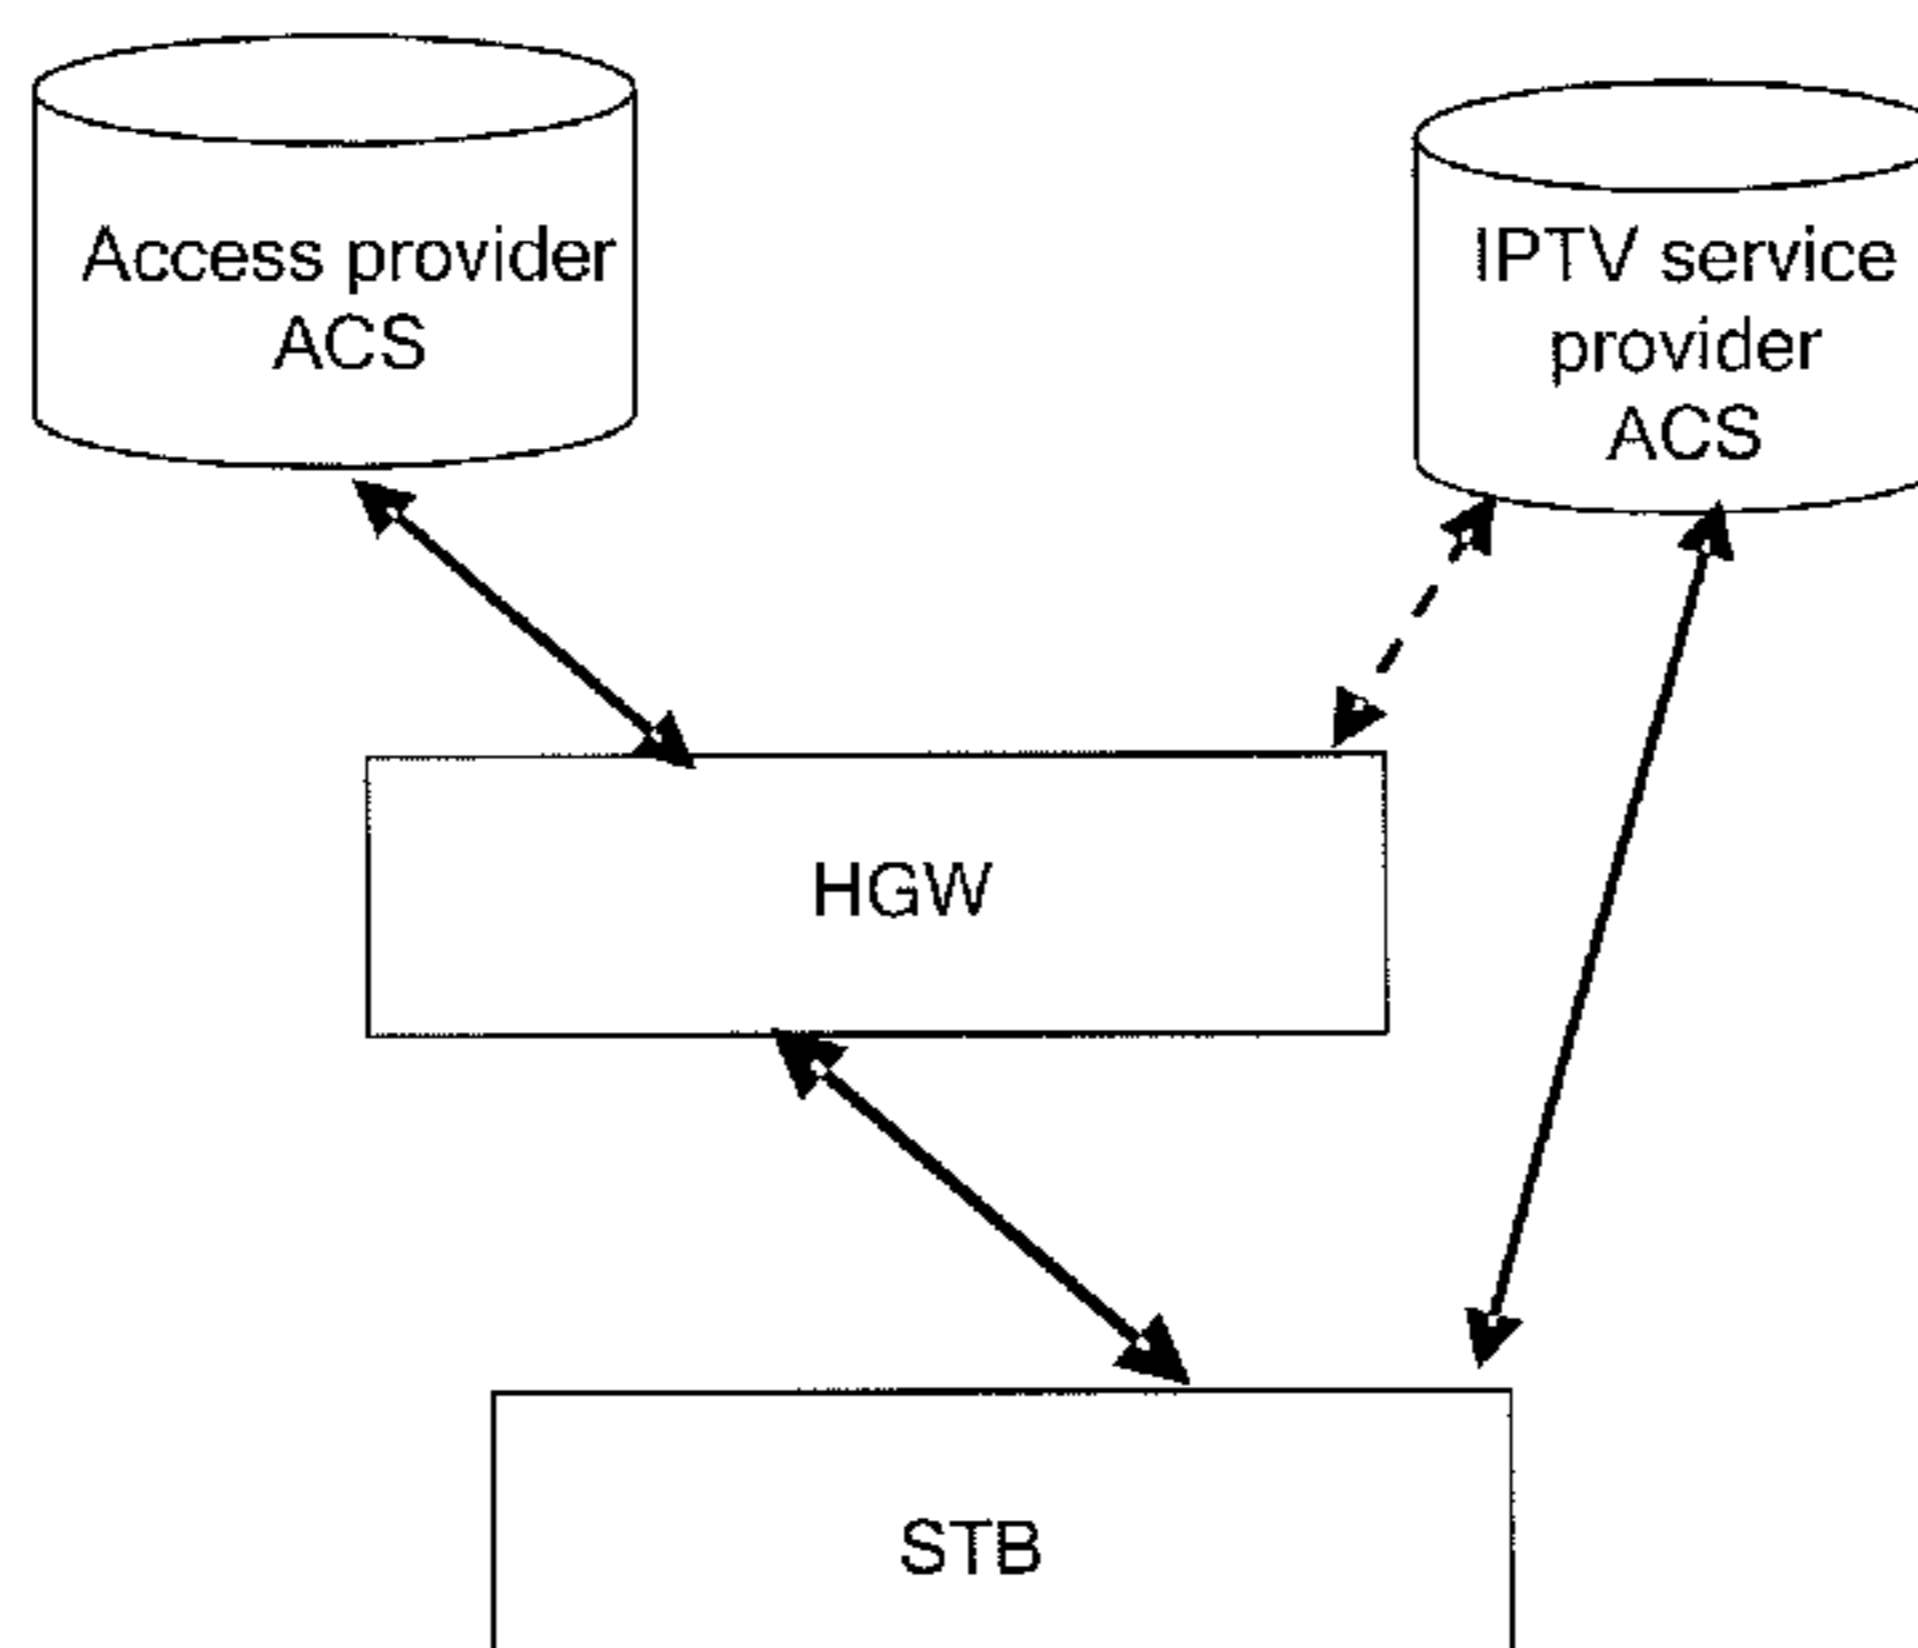 Access provider
ACS
IPTV service
provider
ACS
HGW
STB